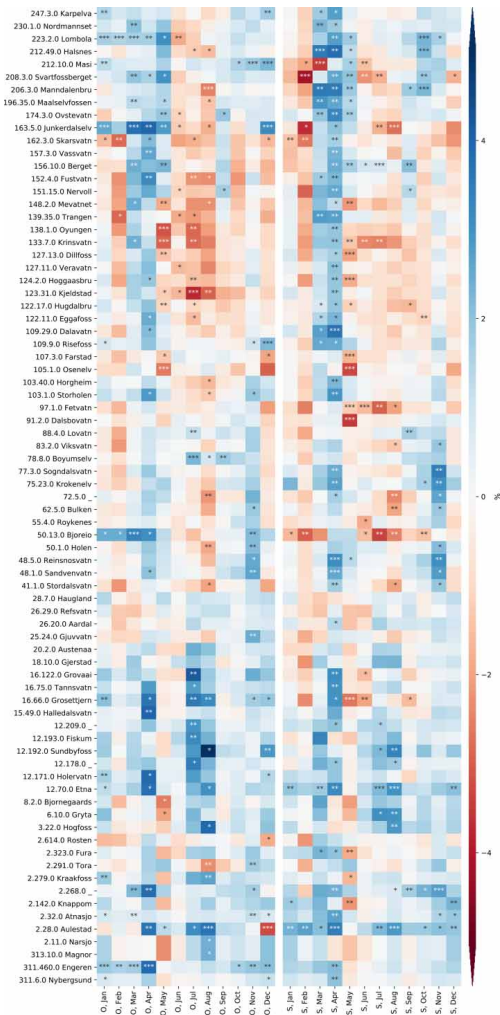 247.3.0 Karpelva
230.1.0 Nordmannset
223.2.0 Lombola
212.49.0 Halsnes
212.10.0 Masi
208.3.0 Svartfossberget
206.3.0 Manndalenbru
196.35.0 Maalselvfossen
174.3.0 Ovstevatn
163.5.0 Junkerdalselv
162.3.0 Skarsvatn
157.3.0 Vassvatn
156.10.0 Berget
152.4.0 Fustvatn
151.15.0 Nervoll
148.2.0 Mevatnet
139.35.0 Trangen
138.1.0 Oyungen
133.7.0 Krinsvatn
127.13.0 Dillfoss
127.11.0 Veravatn
124.2.0 Hoggaasbru
123.31.0 Kjeldstad
122.17.0 Hugdalbru
122.11.0 Eggafoss
109.29.0 Dalavatn
109.9.0 Risefoss
107.3.0 Farstad
105.1.0 Osenelv
103.40.0 Horgheim
103.1.0 Storholen
97.1.0 Fetvatn
91.2.0 Dalsbovatn
88.4.0 Lovatn
83.2.0 Viksvatn
78.8.0 Boyumselv
77.3.0 Sogndalsvatn
75.23.0 Krokenelv
72.5.0 _
62.5.0 Bulken
55.4.0 Roykenes
50.13.0 Bjoreio
50.1.0 Holen
48.5.0 Reinsnosvatn
48.1.0 Sandvenvatn
41.1.0 Stordalsvatn
28.7.0 Haugland
26.29.0 Refsvatn
26.20.0 Aardal
25.24.0 Gjuvvatn
20.2.0 Austenaa
18.10.0 Gjerstad
16.122.0 Grovaai
16.75.0 Tannsvatn
16.66.0 Grosettjern
15.49.0 Halledalsvatn
12.209.0 _
12.193.0 Fiskum
12.192.0 Sundbyfoss
12.178.0 _
12.171.0 Holervatn
12.70.0 Etna
8.2.0 Bjornegaards
6.10.0 Gryta
3.22.0 Hogfoss
2.614.0 Rosten
2.323.0 Fura
2.291.0 Tora
2.279.0 Kraakfoss
2.268.0 _
2.142.0 Knappom
2.32.0 Atnasjo
2.28.0 Aulestad
2.11.0 Narsjo
313.10.0 Magnor
311.460.0 Engeren
311.6.0 Nybergsund
O, Jan
O, Feb
O, Mar
O, Apr
O, May
O, Jun
O, Jul
O, Aug
O, Sep
O, Oct
O, Nov
O, Dec
S, Jan
S, Feb
S, Mar
S, Apr
S, May
S, Jun
S, Jul
S, Aug
S, Sep
S, Oct
S, Nov
S, Dec
4
2
0
−2
−4
%